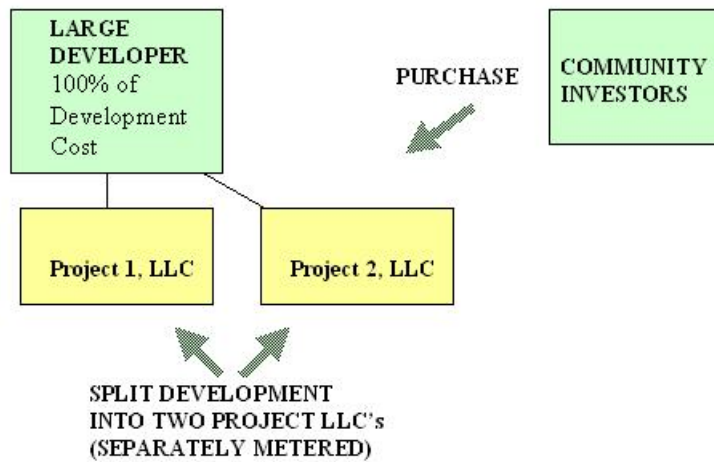 LARGE
DEVELOPER
100% of
Development
Cost
PURCHASE
COMMUNITY
INVESTORS
Project 1, LLC
Project 2, LLC
SPLIT DEVELOPMENT
INTO TWO PROJECT LLC's
(SEPARATELY METERED)